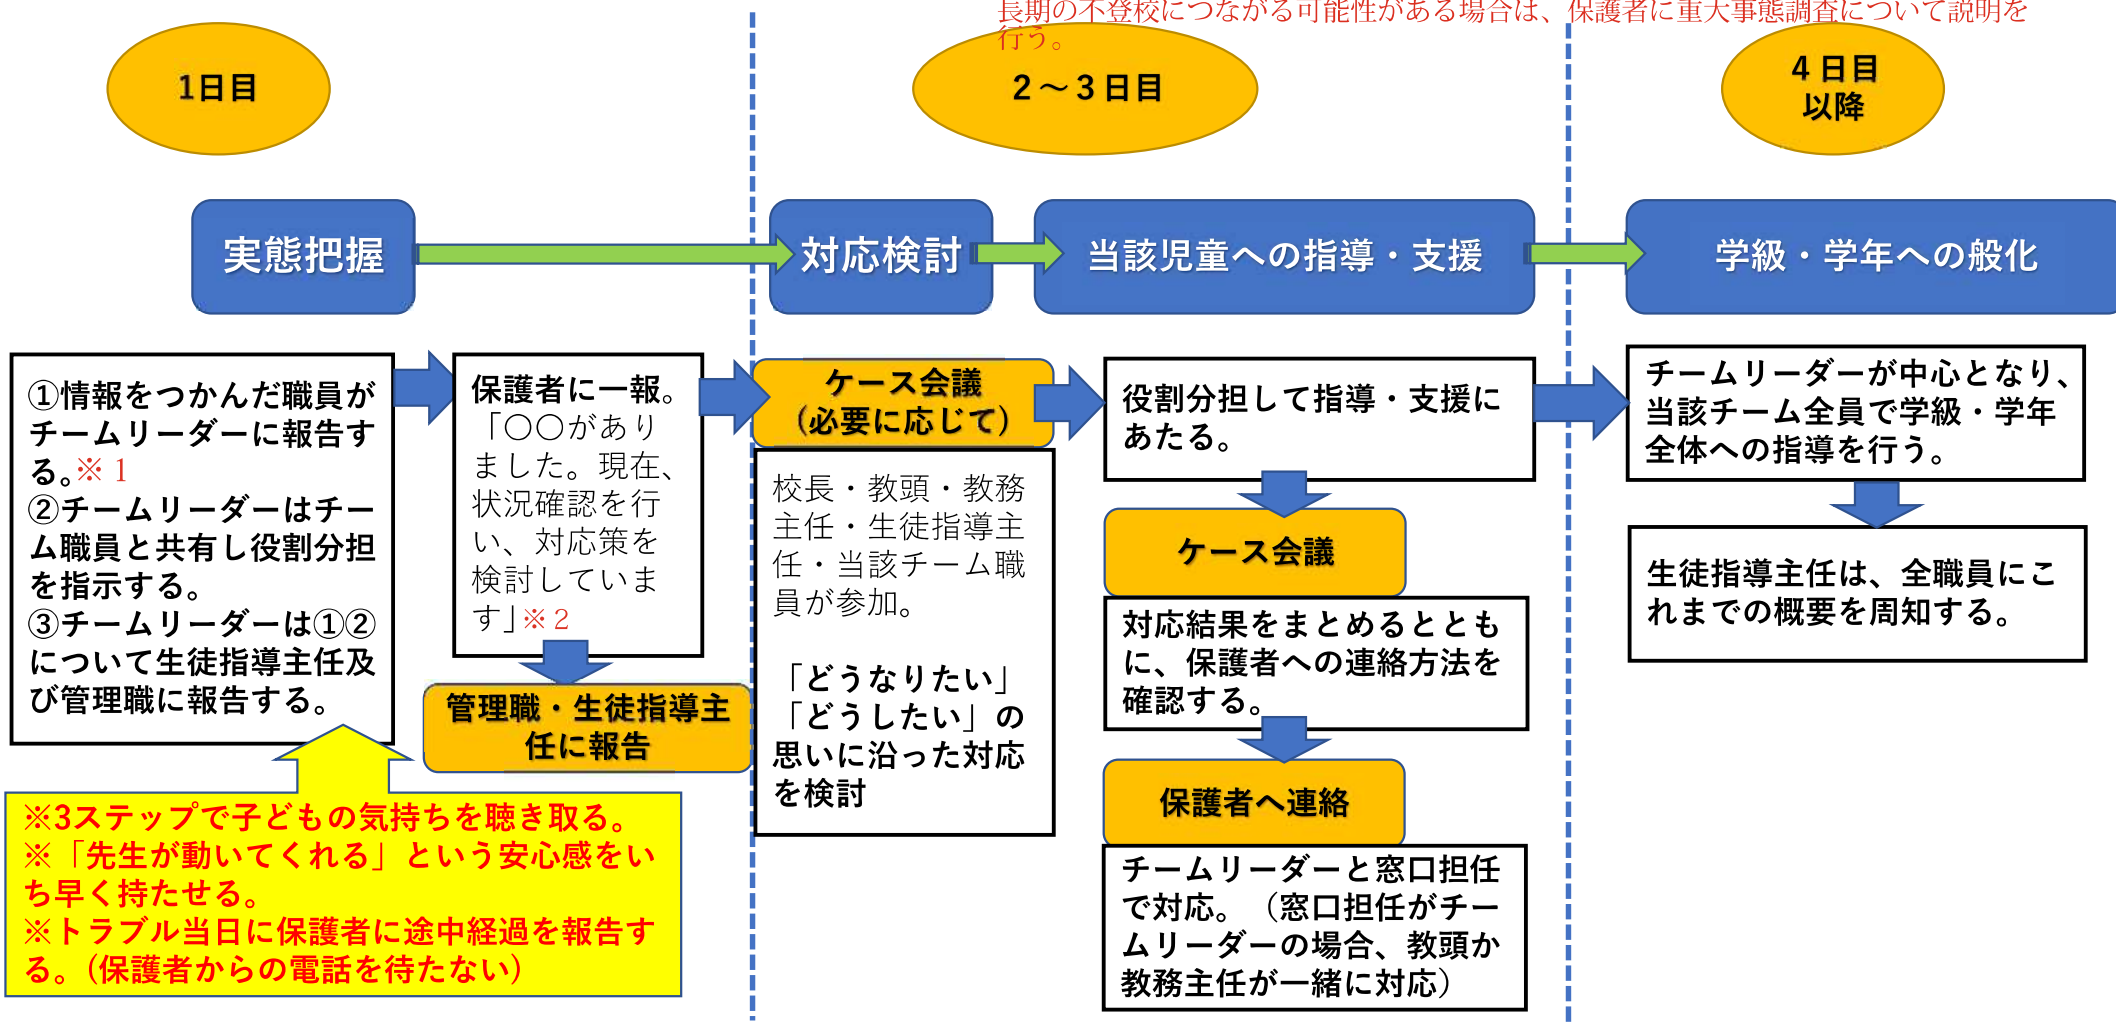 長期の不登校につながる可能性がある場合は、保護者に重大事態調査について説明を
行う。
1日目
2～3日目
4日目
以降
実態把握
対応検討
当該児童への指導・支援
学級・学年への般化
①情報をつかんだ職員が
チームリーダーに報告す
る。※1
②チームリーダーはチー
ム職員と共有し役割分担
を指示する。
③チームリーダーは①②
について生徒指導主任及
び管理職に報告する。
保護者に一報。
「〇〇があり
ました。現在、
状況確認を行
い、対応策を
検討していま
す」※2
管理職・生徒指導主
任に報告
※3ステップで子どもの気持ちを聴き取る。
※「先生が動いてくれる」という安心感をい
ち早く持たせる。
※トラブル当日に保護者に途中経過を報告す
る。(保護者からの電話を待たない)
ケース会議
(必要に応じて)
校長・教頭・教務
主任・生徒指導主
任・当該チーム職
員が参加。
「どうなりたい」
「どうしたい」の
思いに沿った対応
を検討
役割分担して指導・支援に
あたる。
ケース会議
対応結果をまとめるととも
に、保護者への連絡方法を
確認する。
保護者へ連絡
チームリーダーと窓口担任
で対応。（窓口担任がチー
ムリーダーの場合、教頭か
教務主任が一緒に対応）
チームリーダーが中心となり、
当該チーム全員で学級・学年
全体への指導を行う。
生徒指導主任は、全職員にこ
れまでの概要を周知する。